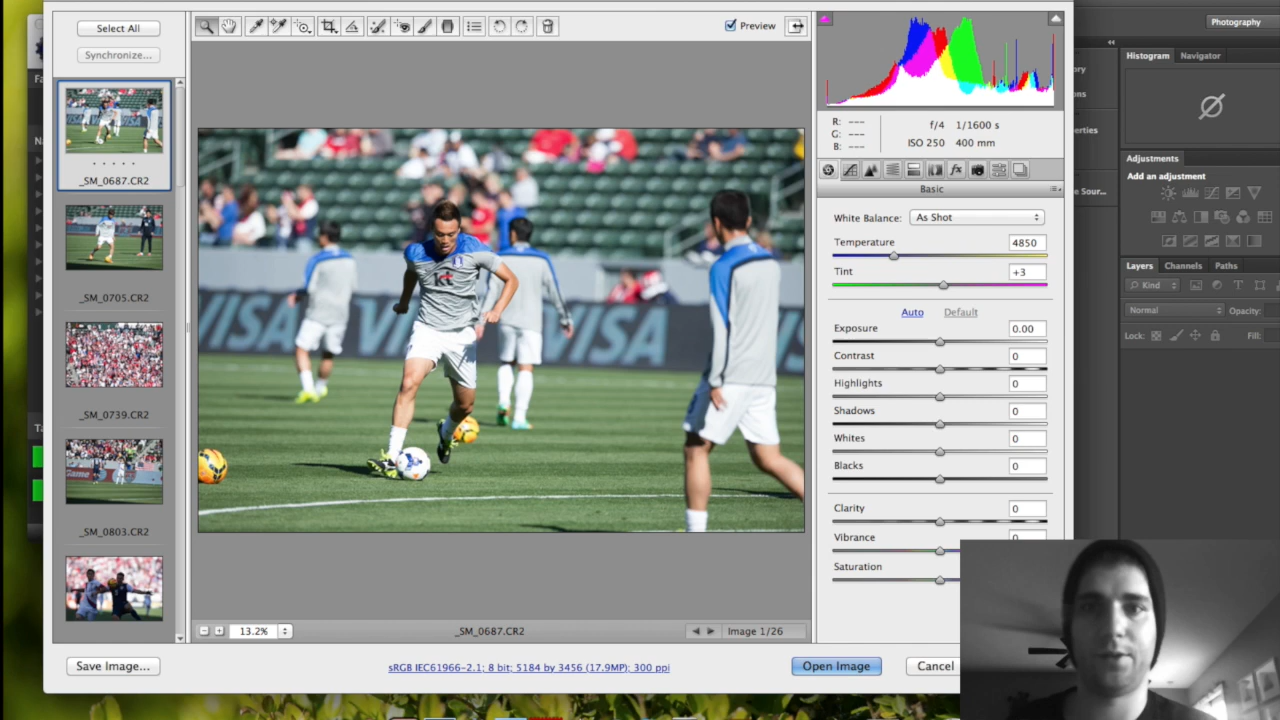 Select All
Synchronize...
_SM_0687.CR2
_SM_0705.CR2
_SM_0739.CR2
_SM_0803.CR2
Save Image...
Preview
VISA
VISA
13.2%
_SM_0687.CR2
Image 1/26
sRGB IEC61966-2.1; 8 bit; 5184 by 3456 (17.9MP); 300 ppi
Open Image
Cancel
R: ---
G: ---
B: ---
f/4 1/1600 s
ISO 250 400 mm
Basic
White Balance: As Shot
Temperature 4850
Tint +3
Auto Default
Exposure 0.00
Contrast 0
Highlights 0
Shadows 0
Whites 0
Blacks 0
Clarity 0
Vibrance
Saturation
Photography
Histogram Navigator
Adjustments
Add an adjustment
Layers Channels Paths
Kind
Normal Opacity:
Lock: Fill: